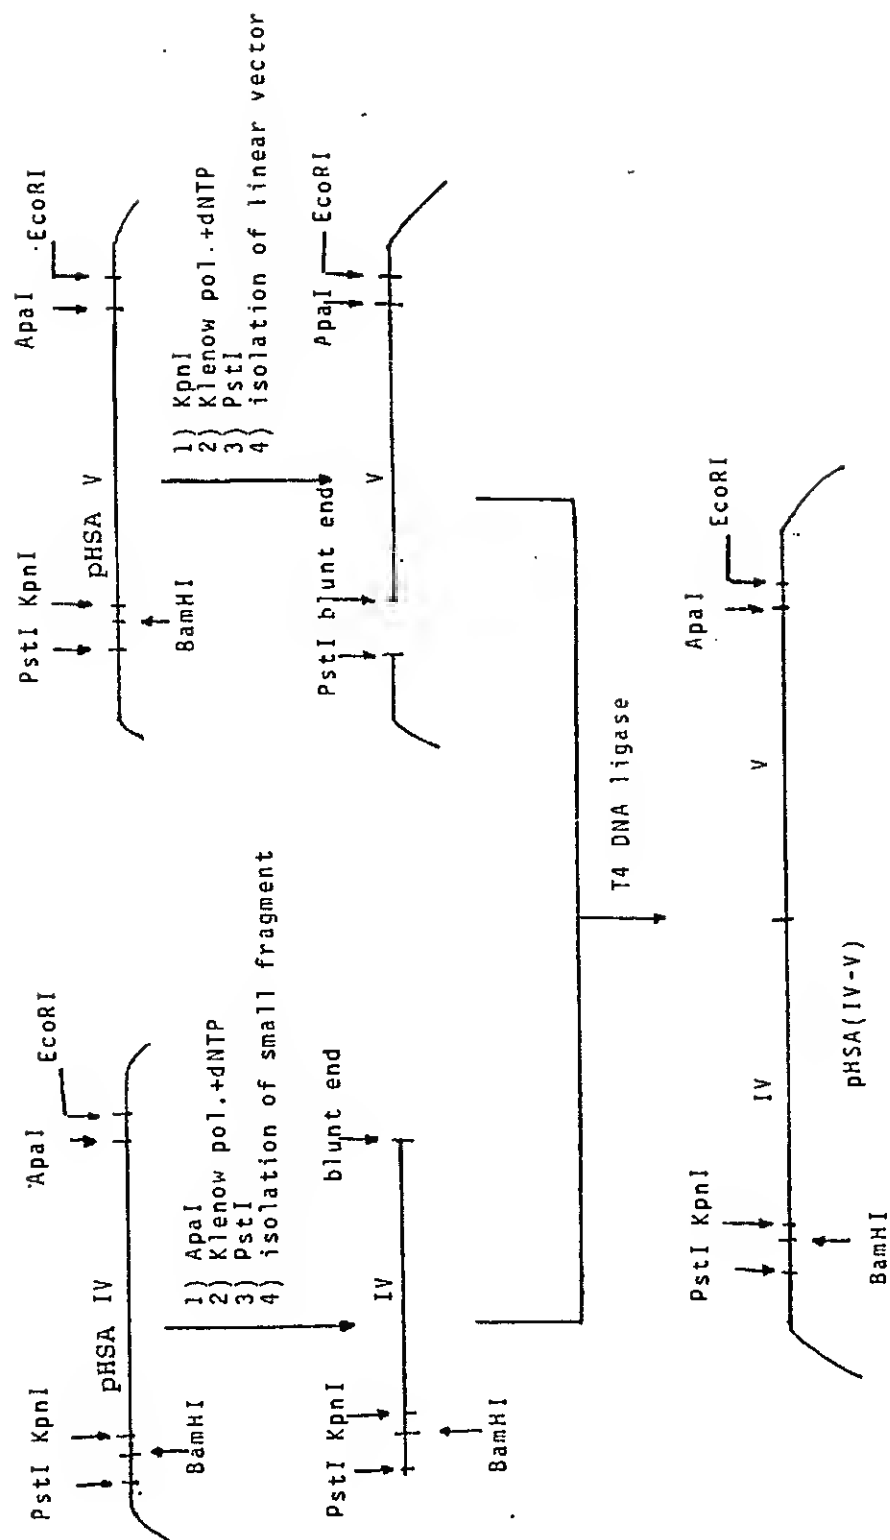 PstI KpnI
ApaI
EcoRI
pHSA IV
BamHI
1) ApaI
2) Klenow pol.+dNTP
3) PstI
4) isolation of small fragment
PstI KpnI
blunt end
IV
BamHI
PstI KpnI
ApaI
EcoRI
pHSA V
BamHI
1) KpnI
2) Klenow pol.+dNTP
3) PstI
4) isolation of linear vector
PstI blunt end
ApaI
EcoRI
V
T4 DNA ligase
PstI KpnI
ApaI
EcoRI
IV
V
BamHI
pHSA(IV-V)